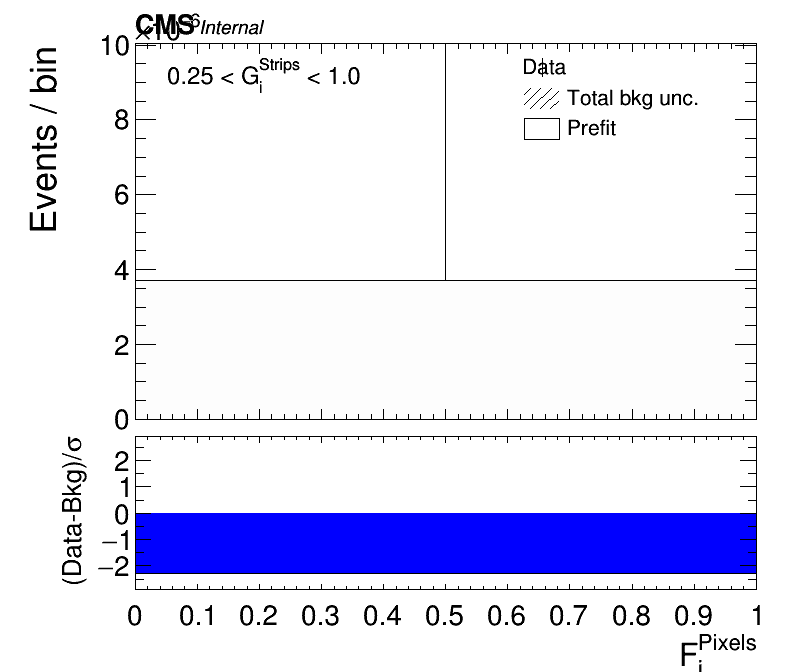 CMS Internal
×10⁻⁶
Events / bin
0.25 < G_i^Strips < 1.0
Data
Total bkg unc.
Prefit
10
8
6
4
2
0
(Data-Bkg)/σ
2
1
0
−1
−2
0 0.1 0.2 0.3 0.4 0.5 0.6 0.7 0.8 0.9 1
F_i^Pixels